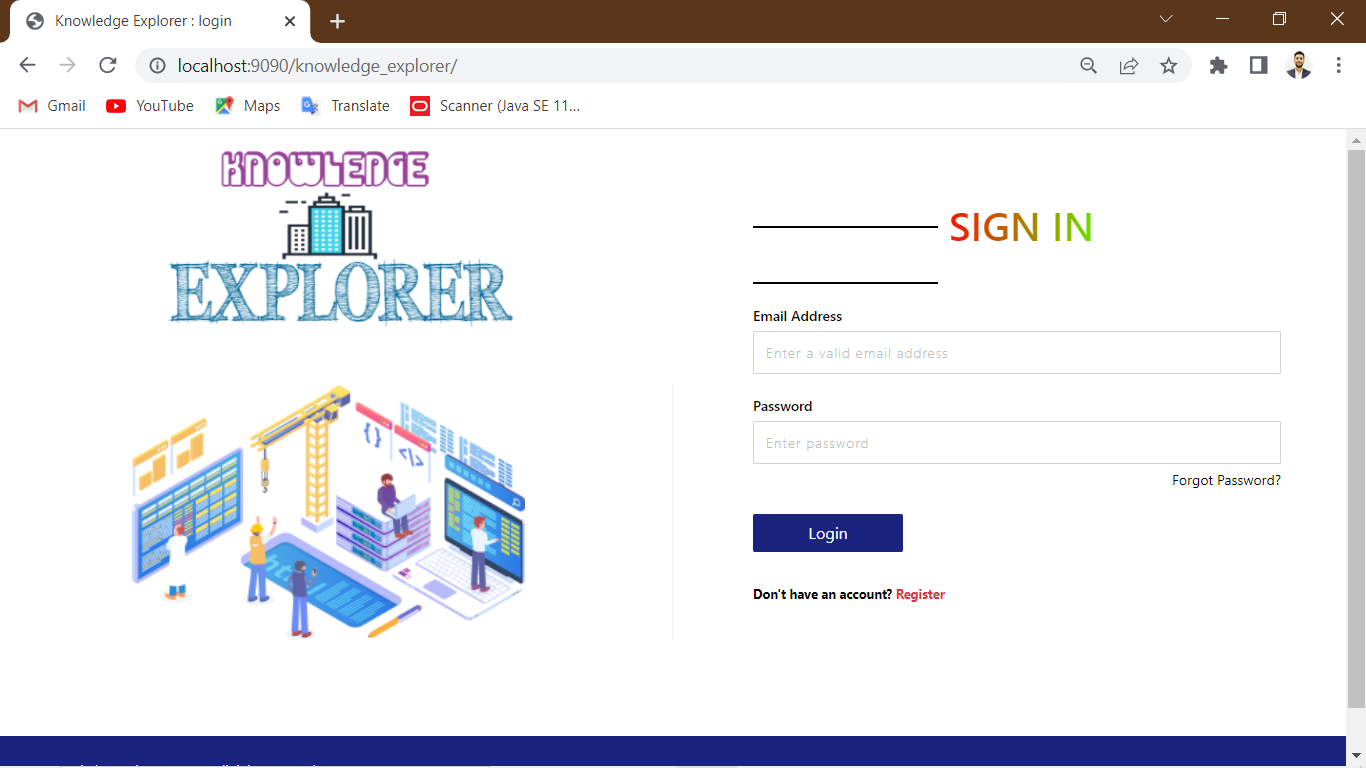 Knowledge Explorer : login
localhost:9090/knowledge_explorer/
Gmail
YouTube
Maps
Translate
Scanner (Java SE 11...
KNOWLEDGE
EXPLORER
SIGN IN
Email Address
Enter a valid email address
Password
Enter password
Forgot Password?
Login
Don't have an account? Register
{}
</>
html